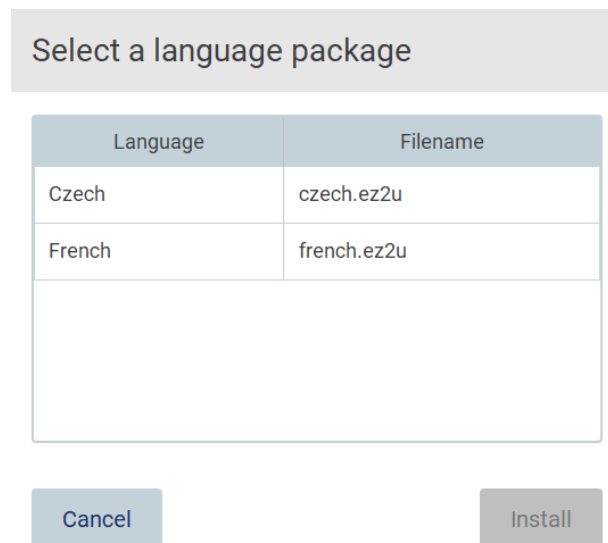 Select a language package
Language Filename
Czech czech.ez2u
French french.ez2u
Cancel Install